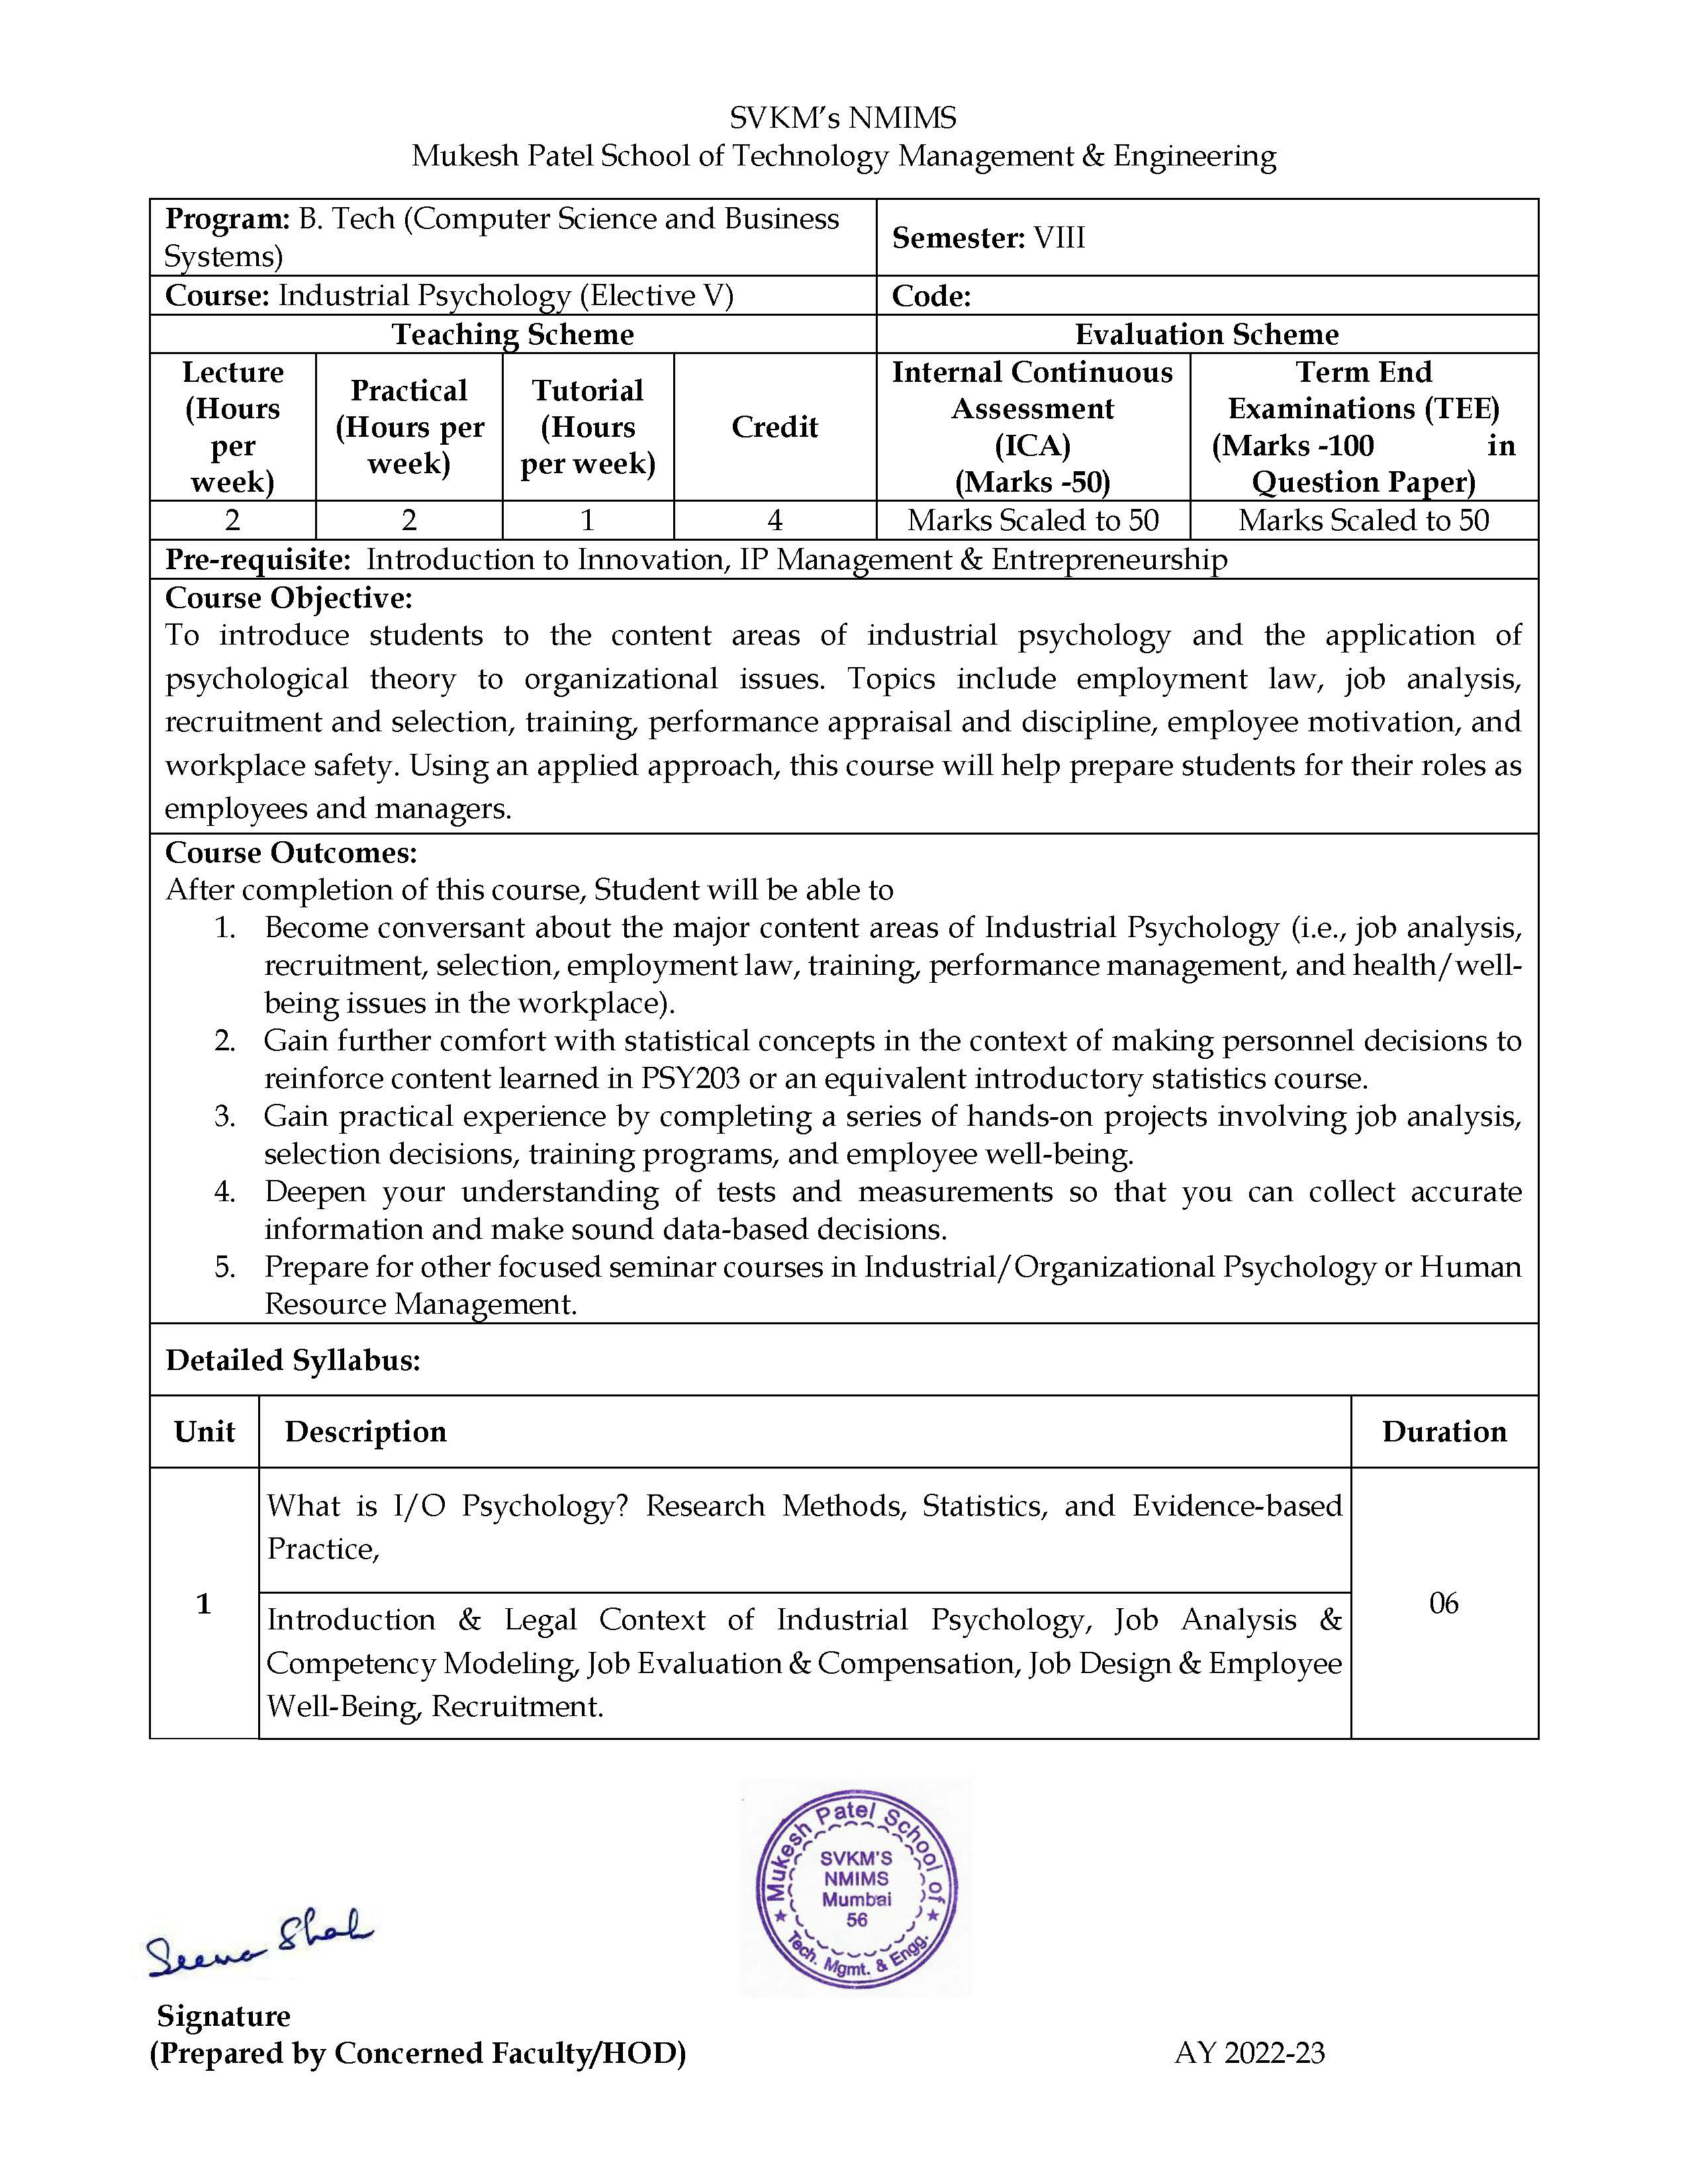 SVKM’s NMIMS
Mukesh Patel School of Technology Management & Engineering
Program: B. Tech (Computer Science and Business
Systems)
Semester: VIII
Course: Industrial Psychology (Elective V)
Code:
Teaching Scheme
Evaluation Scheme
Lecture
(Hours
per
week)
Practical
(Hours per
week)
Tutorial
(Hours
per week)
Credit
Internal Continuous
Assessment
(ICA)
(Marks -50)
Term End
Examinations (TEE)
(Marks -100 in
Question Paper)
2
2
1
4
Marks Scaled to 50
Marks Scaled to 50
Pre-requisite: Introduction to Innovation, IP Management & Entrepreneurship
Course Objective:
To introduce students to the content areas of industrial psychology and the application of
psychological theory to organizational issues. Topics include employment law, job analysis,
recruitment and selection, training, performance appraisal and discipline, employee motivation, and
workplace safety. Using an applied approach, this course will help prepare students for their roles as
employees and managers.
Course Outcomes:
After completion of this course, Student will be able to
1. Become conversant about the major content areas of Industrial Psychology (i.e., job analysis,
recruitment, selection, employment law, training, performance management, and health/well-
being issues in the workplace).
2. Gain further comfort with statistical concepts in the context of making personnel decisions to
reinforce content learned in PSY203 or an equivalent introductory statistics course.
3. Gain practical experience by completing a series of hands-on projects involving job analysis,
selection decisions, training programs, and employee well-being.
4. Deepen your understanding of tests and measurements so that you can collect accurate
information and make sound data-based decisions.
5. Prepare for other focused seminar courses in Industrial/Organizational Psychology or Human
Resource Management.
Detailed Syllabus:
Unit
Description
Duration
1
What is I/O Psychology? Research Methods, Statistics, and Evidence-based
Practice,
Introduction & Legal Context of Industrial Psychology, Job Analysis &
Competency Modeling, Job Evaluation & Compensation, Job Design & Employee
Well-Being, Recruitment.
06
Mukesh Patel School of
SVKM'S
NMIMS
Mumbai
56
Tech. Mgmt. & Engg.
Seema Shah
Signature
(Prepared by Concerned Faculty/HOD)
AY 2022-23